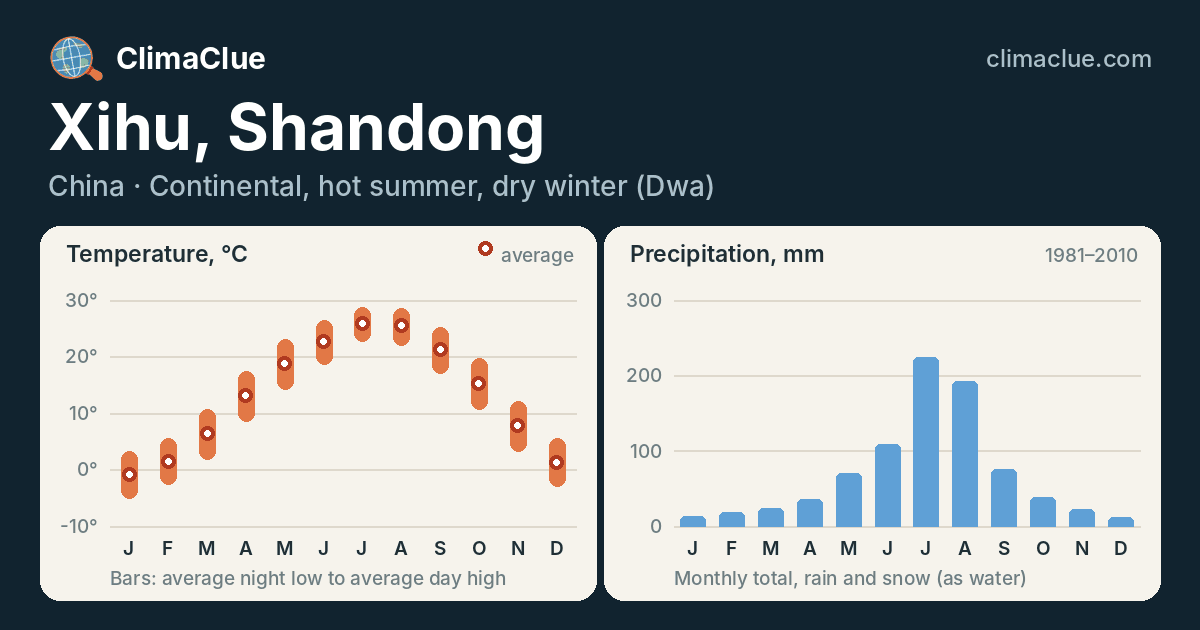 ClimaClue
climaclue.com
Xihu, Shandong
China · Continental, hot summer, dry winter (Dwa)
Temperature, °C
average
30°
20°
10°
0°
-10°
J F M A M J J A S O N D
Bars: average night low to average day high
Precipitation, mm
1981–2010
300
200
100
0
J F M A M J J A S O N D
Monthly total, rain and snow (as water)